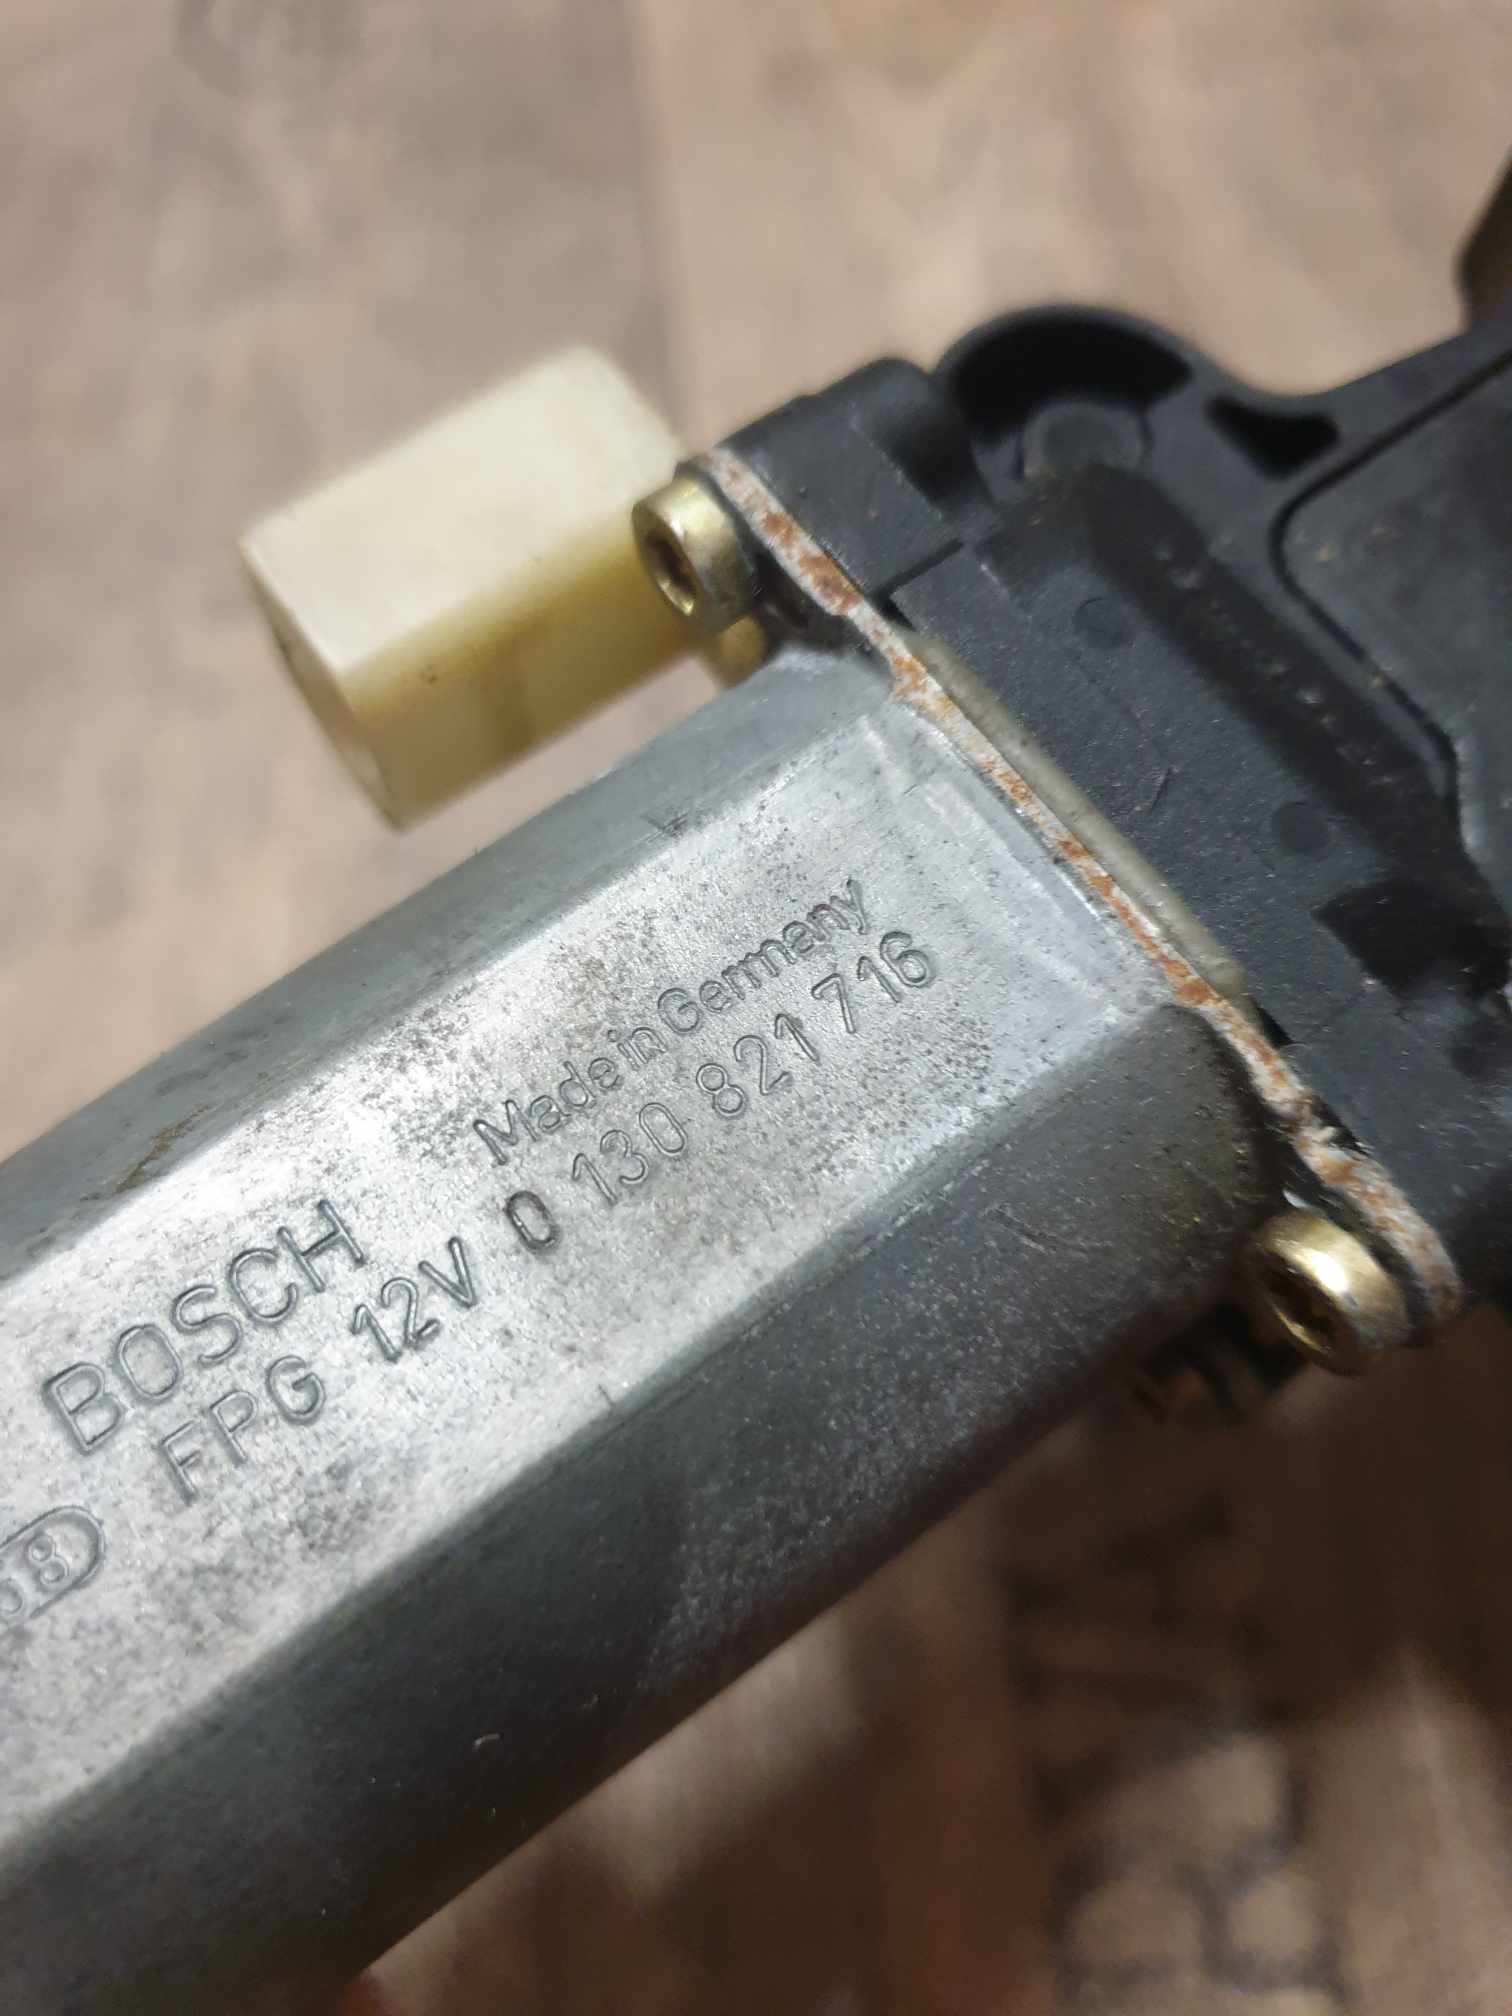 BOSCH
Made in Germany
FPG 12V 0 130 821 716